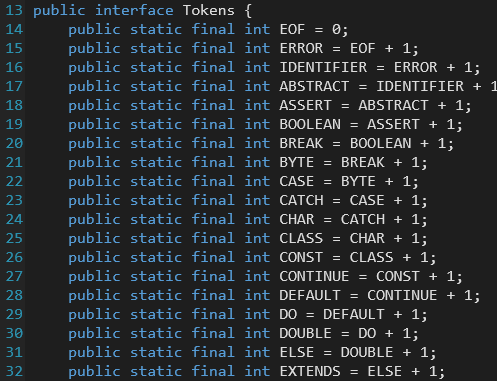 13 public interface Tokens {
14     public static final int EOF = 0;
15     public static final int ERROR = EOF + 1;
16     public static final int IDENTIFIER = ERROR + 1;
17     public static final int ABSTRACT = IDENTIFIER + 1
18     public static final int ASSERT = ABSTRACT + 1;
19     public static final int BOOLEAN = ASSERT + 1;
20     public static final int BREAK = BOOLEAN + 1;
21     public static final int BYTE = BREAK + 1;
22     public static final int CASE = BYTE + 1;
23     public static final int CATCH = CASE + 1;
24     public static final int CHAR = CATCH + 1;
25     public static final int CLASS = CHAR + 1;
26     public static final int CONST = CLASS + 1;
27     public static final int CONTINUE = CONST + 1;
28     public static final int DEFAULT = CONTINUE + 1;
29     public static final int DO = DEFAULT + 1;
30     public static final int DOUBLE = DO + 1;
31     public static final int ELSE = DOUBLE + 1;
32     public static final int EXTENDS = ELSE + 1;